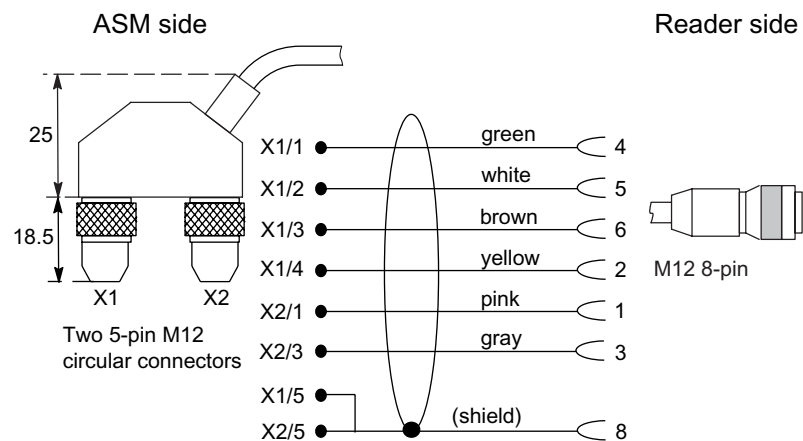 ASM side
Reader side
25
18.5
X1
X2
Two 5-pin M12
circular connectors
X1/1 green 4
X1/2 white 5
X1/3 brown 6
X1/4 yellow 2
X2/1 pink 1
X2/3 gray 3
X1/5
X2/5 (shield) 8
M12 8-pin